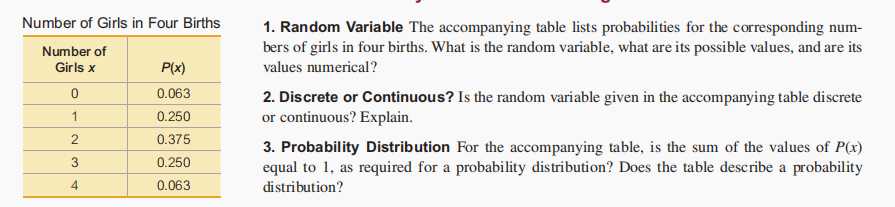 Number of Girls in Four Births
Number of
Girls x P(x)
0 0.063
1 0.250
2 0.375
3 0.250
4 0.063
1. Random Variable The accompanying table lists probabilities for the corresponding num-
bers of girls in four births. What is the random variable, what are its possible values, and are its
values numerical?
2. Discrete or Continuous? Is the random variable given in the accompanying table discrete
or continuous? Explain.
3. Probability Distribution For the accompanying table, is the sum of the values of P(x)
equal to 1, as required for a probability distribution? Does the table describe a probability
distribution?